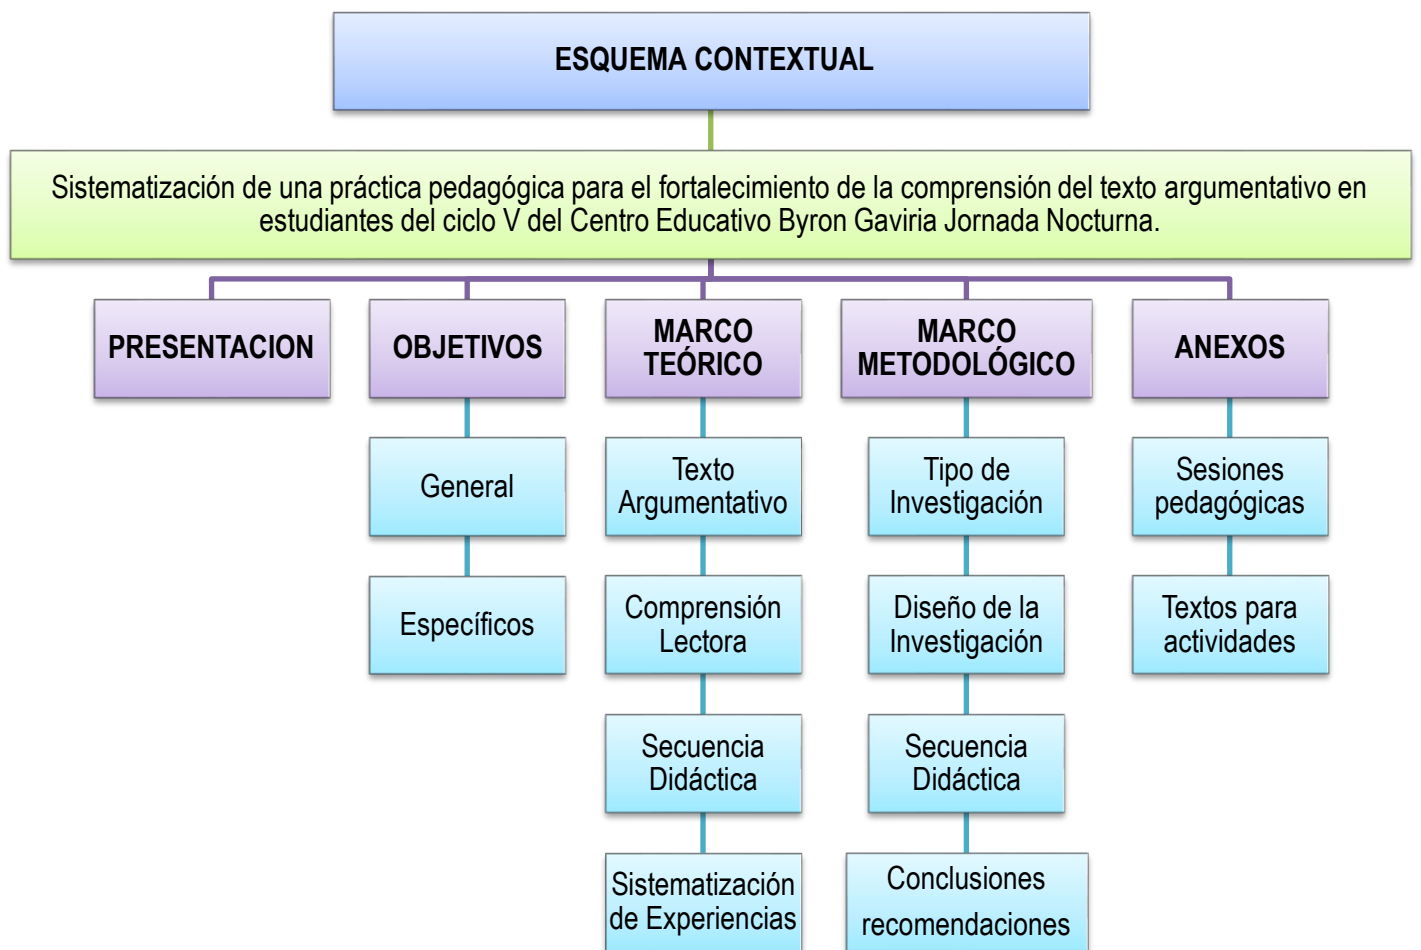 ESQUEMA CONTEXTUAL
Sistematización de una práctica pedagógica para el fortalecimiento de la comprensión del texto argumentativo en
estudiantes del ciclo V del Centro Educativo Byron Gaviria Jornada Nocturna.
PRESENTACION
OBJETIVOS
General
Específicos
MARCO
TEÓRICO
Texto
Argumentativo
Comprensión
Lectora
Secuencia
Didáctica
Sistematización
de Experiencias
MARCO
METODOLÓGICO
Tipo de
Investigación
Diseño de la
Investigación
Secuencia
Didáctica
Conclusiones
recomendaciones
ANEXOS
Sesiones
pedagógicas
Textos para
actividades